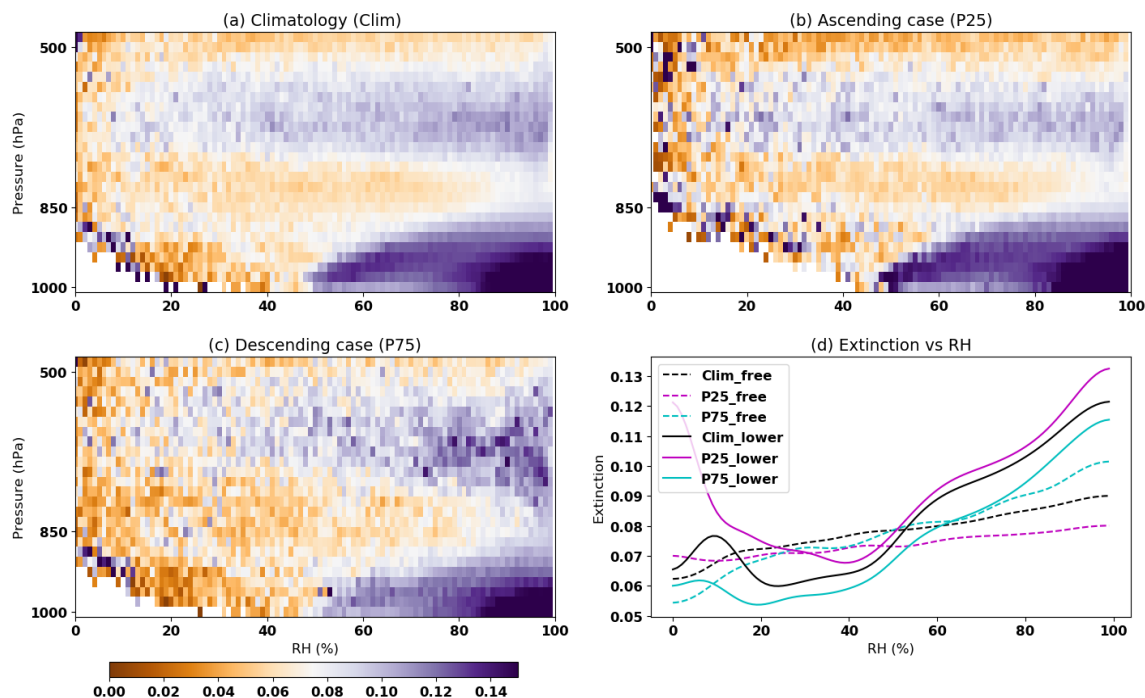 (a) Climatology (Clim)
Pressure (hPa)
500
850
1000
0 20 40 60 80 100
(b) Ascending case (P25)
500
850
1000
0 20 40 60 80 100
(c) Descending case (P75)
Pressure (hPa)
500
850
1000
0 20 40 60 80 100
RH (%)
0.00 0.02 0.04 0.06 0.08 0.10 0.12 0.14
(d) Extinction vs RH
Extinction
0.13
0.12
0.11
0.10
0.09
0.08
0.07
0.06
0.05
Clim_free
P25_free
P75_free
Clim_lower
P25_lower
P75_lower
0 20 40 60 80 100
RH (%)